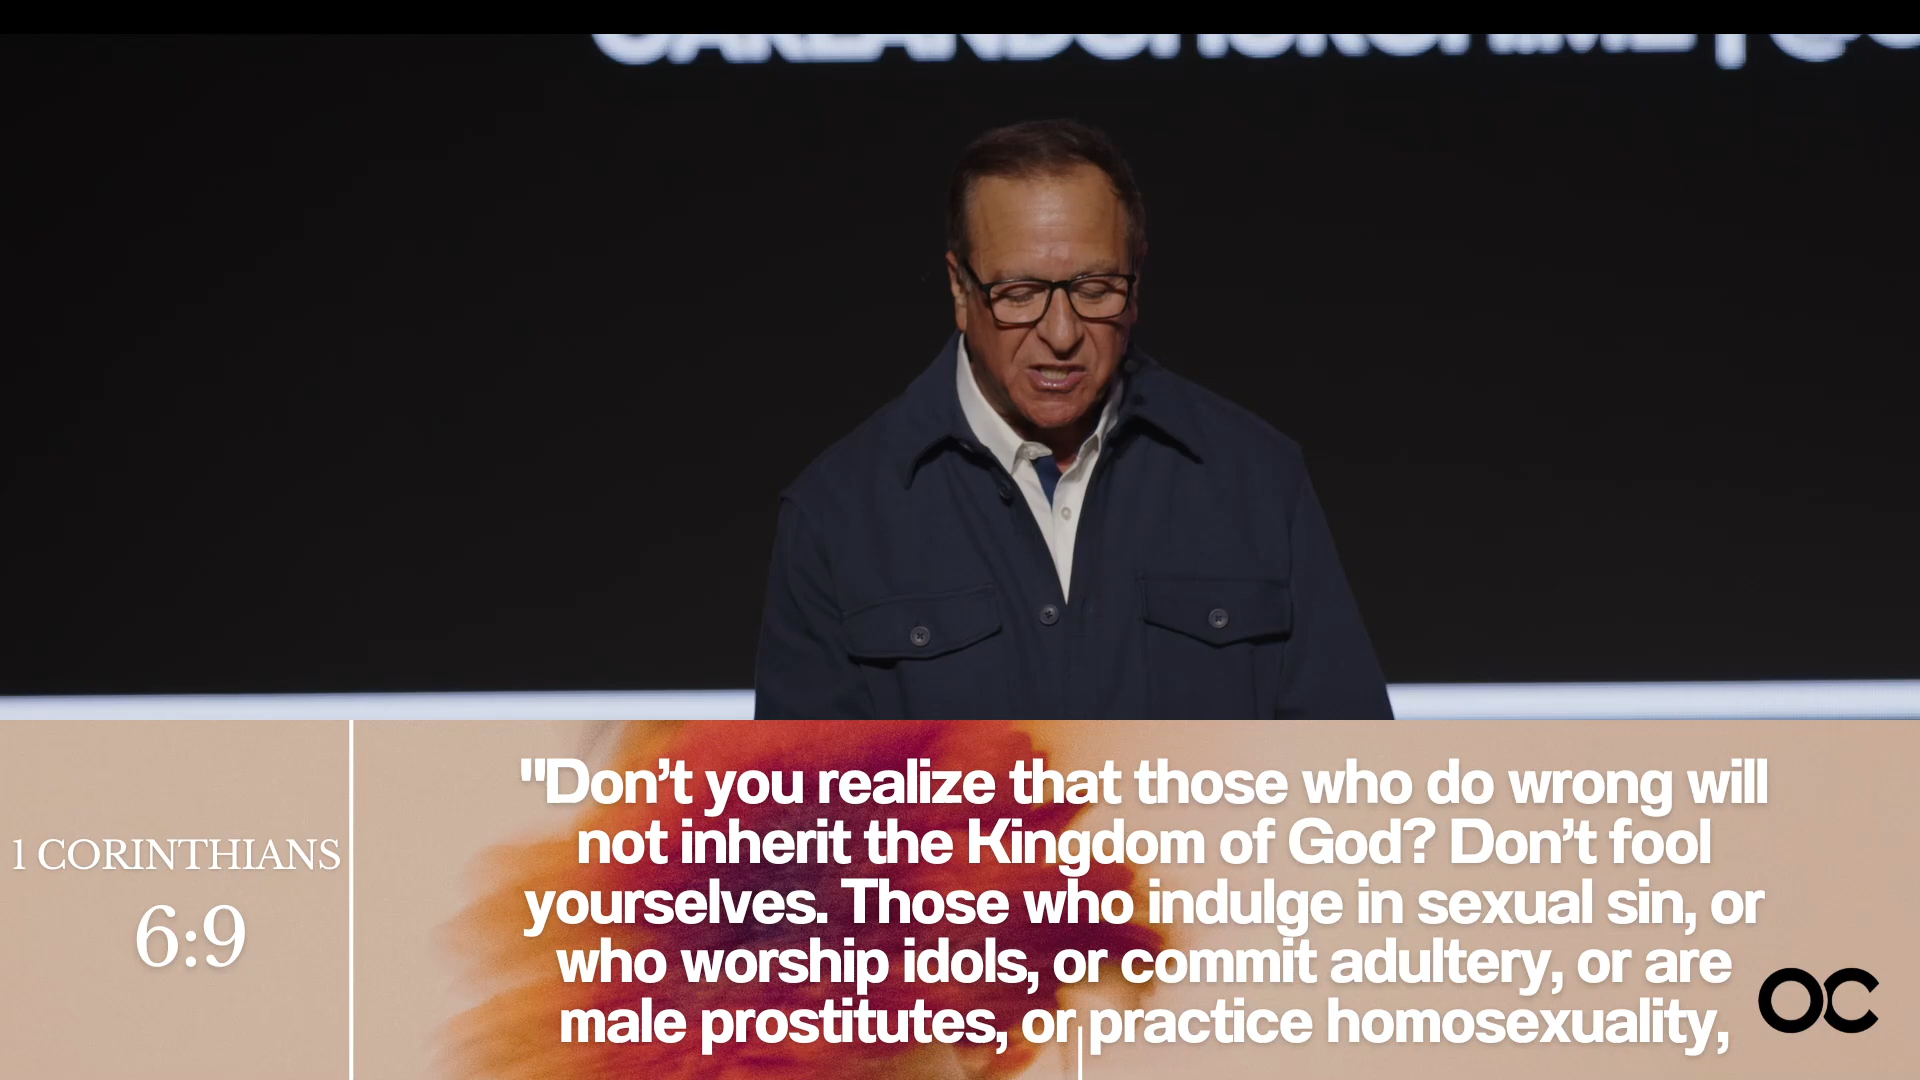 1 CORINTHIANS
6:9
"Don’t you realize that those who do wrong will
not inherit the Kingdom of God? Don’t fool
yourselves. Those who indulge in sexual sin, or
who worship idols, or commit adultery, or are
male prostitutes, or practice homosexuality,
OC